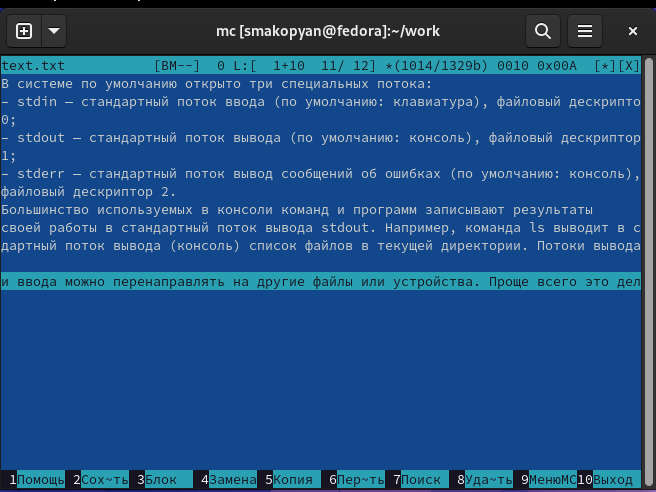 mc [smakopyan@fedora]:~/work
text.txt [BM--] 0 L:[ 1+10 11/ 12] *(1014/1329b) 0010 0x00A [*][X]
В системе по умолчанию открыто три специальных потока:
– stdin — стандартный поток ввода (по умолчанию: клавиатура), файловый дескрипто
0;
– stdout — стандартный поток вывода (по умолчанию: консоль), файловый дескриптор
1;
– stderr — стандартный поток вывод сообщений об ошибках (по умолчанию: консоль),
файловый дескриптор 2.
Большинство используемых в консоли команд и программ записывают результаты
своей работы в стандартный поток вывода stdout. Например, команда ls выводит в с
дартный поток вывода (консоль) список файлов в текущей директории. Потоки вывода
и ввода можно перенаправлять на другие файлы или устройства. Проще всего это дел
1Помощь 2Сох~ть 3Блок 4Замена 5Копия 6Пер~ть 7Поиск 8Уда~ть 9МенюMC 10Выход